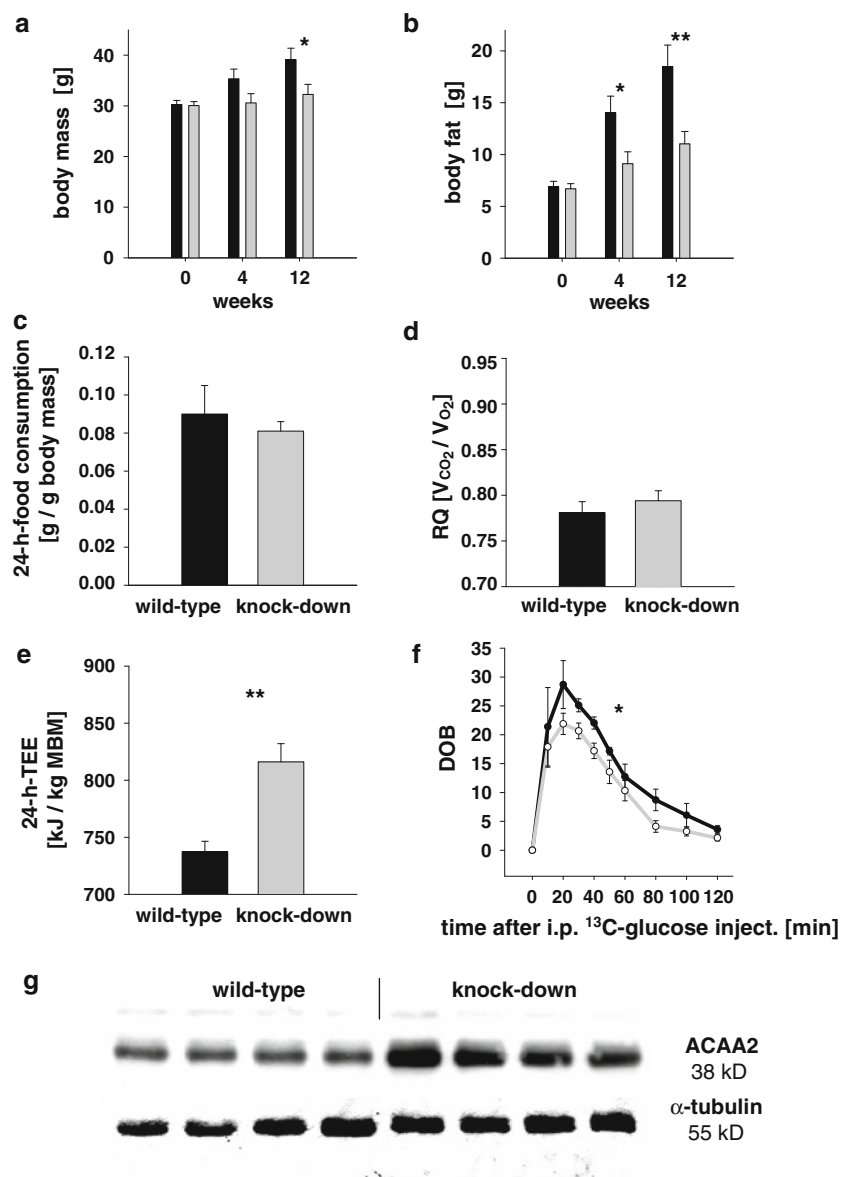 a
body mass [g]
40
30
20
10
0
*
0 4 12
weeks
b
body fat [g]
20
15
10
5
0
*
**
0 4 12
weeks
c
24-h-food consumption
[g / g body mass]
0.12
0.10
0.08
0.06
0.04
0.02
0.00
wild-type knock-down
d
RQ [VCO2 / VO2]
0.95
0.90
0.85
0.80
0.75
0.70
wild-type knock-down
e
24-h-TEE
[kJ / kg MBM]
900
850
800
750
700
**
wild-type knock-down
f
DOB
35
30
25
20
15
10
5
0
*
0 20 40 60 80 100 120
time after i.p. ¹³C-glucose inject. [min]
g
wild-type knock-down
ACAA2
38 kD
α-tubulin
55 kD